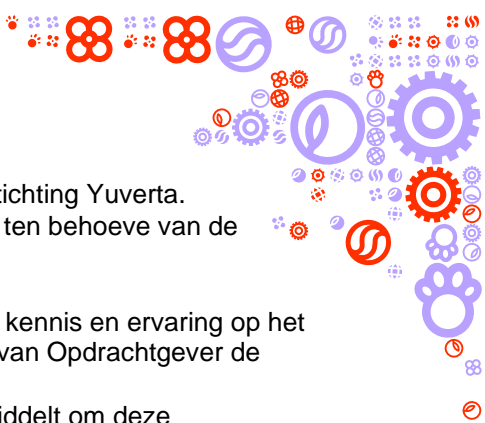 tichting Yuverta.
ten behoeve van de
kennis en ervaring op het
van Opdrachtgever de
iddelt om deze